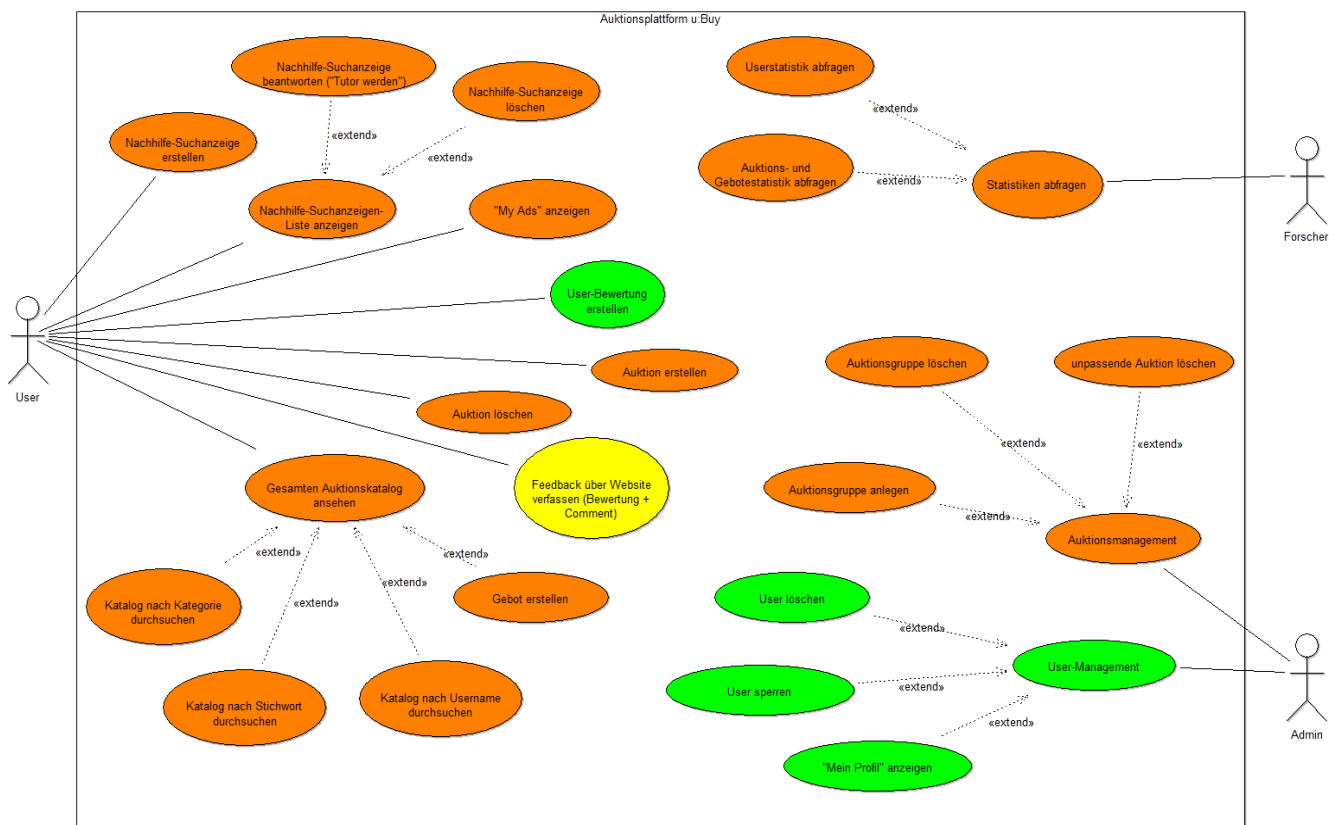 Auktionsplattform u:Buy
Nachhilfe-Suchanzeige
beantworten ("Tutor werden")
Nachhilfe-Suchanzeige
löschen
«extend»
«extend»
Nachhilfe-Suchanzeige
erstellen
Nachhilfe-Suchanzeigen-
Liste anzeigen
"My Ads" anzeigen
User-Bewertung
erstellen
Auktion erstellen
Auktion löschen
User
Gesamten Auktionskatalog
ansehen
Feedback über Website
verfassen (Bewertung +
Comment)
«extend»
«extend»
«extend»
«extend»
Katalog nach Kategorie
durchsuchen
Gebot erstellen
Katalog nach Stichwort
durchsuchen
Katalog nach Username
durchsuchen
Userstatistik abfragen
«extend»
Auktions- und
Gebotestatistik abfragen
«extend»
Statistiken abfragen
Forscher
Auktionsgruppe löschen
unpassende Auktion löschen
«extend»
«extend»
Auktionsgruppe anlegen
«extend»
Auktionsmanagement
User löschen
«extend»
User-Management
User sperren
«extend»
«extend»
"Mein Profil" anzeigen
Admin